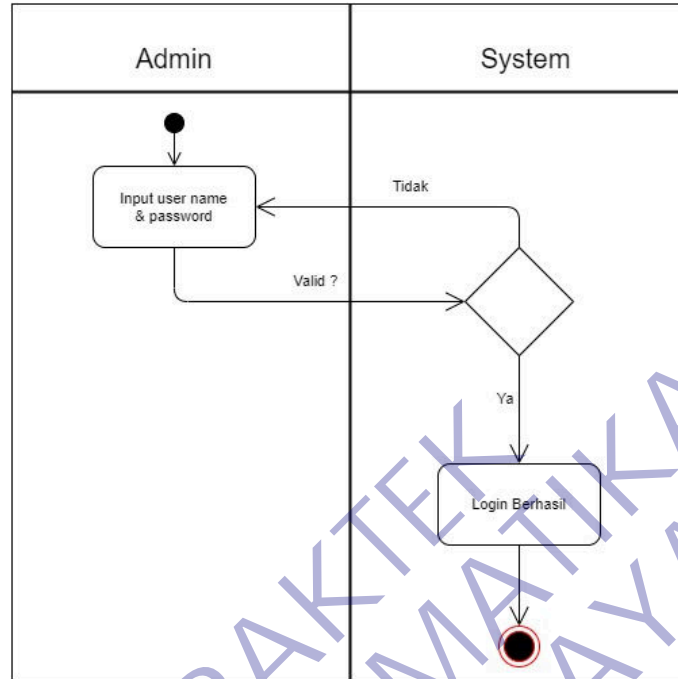 Admin
System
Tidak
Input user name
& password
Valid ?
Ya
Login Berhasil